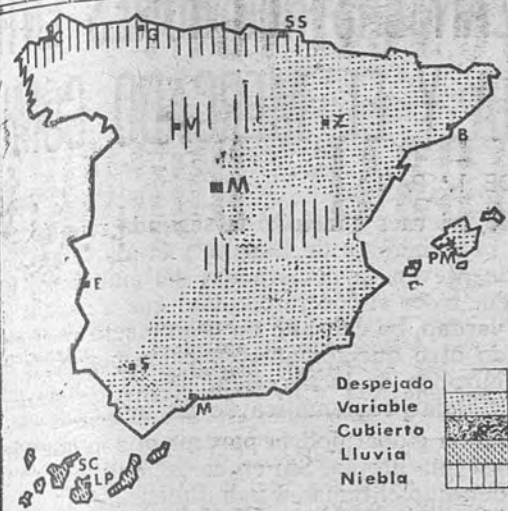 SS
G
V
Z
B
M
PM
E
S
M
SC
LP
Despejado
Variable
Cubierto
Lluvia
Niebla